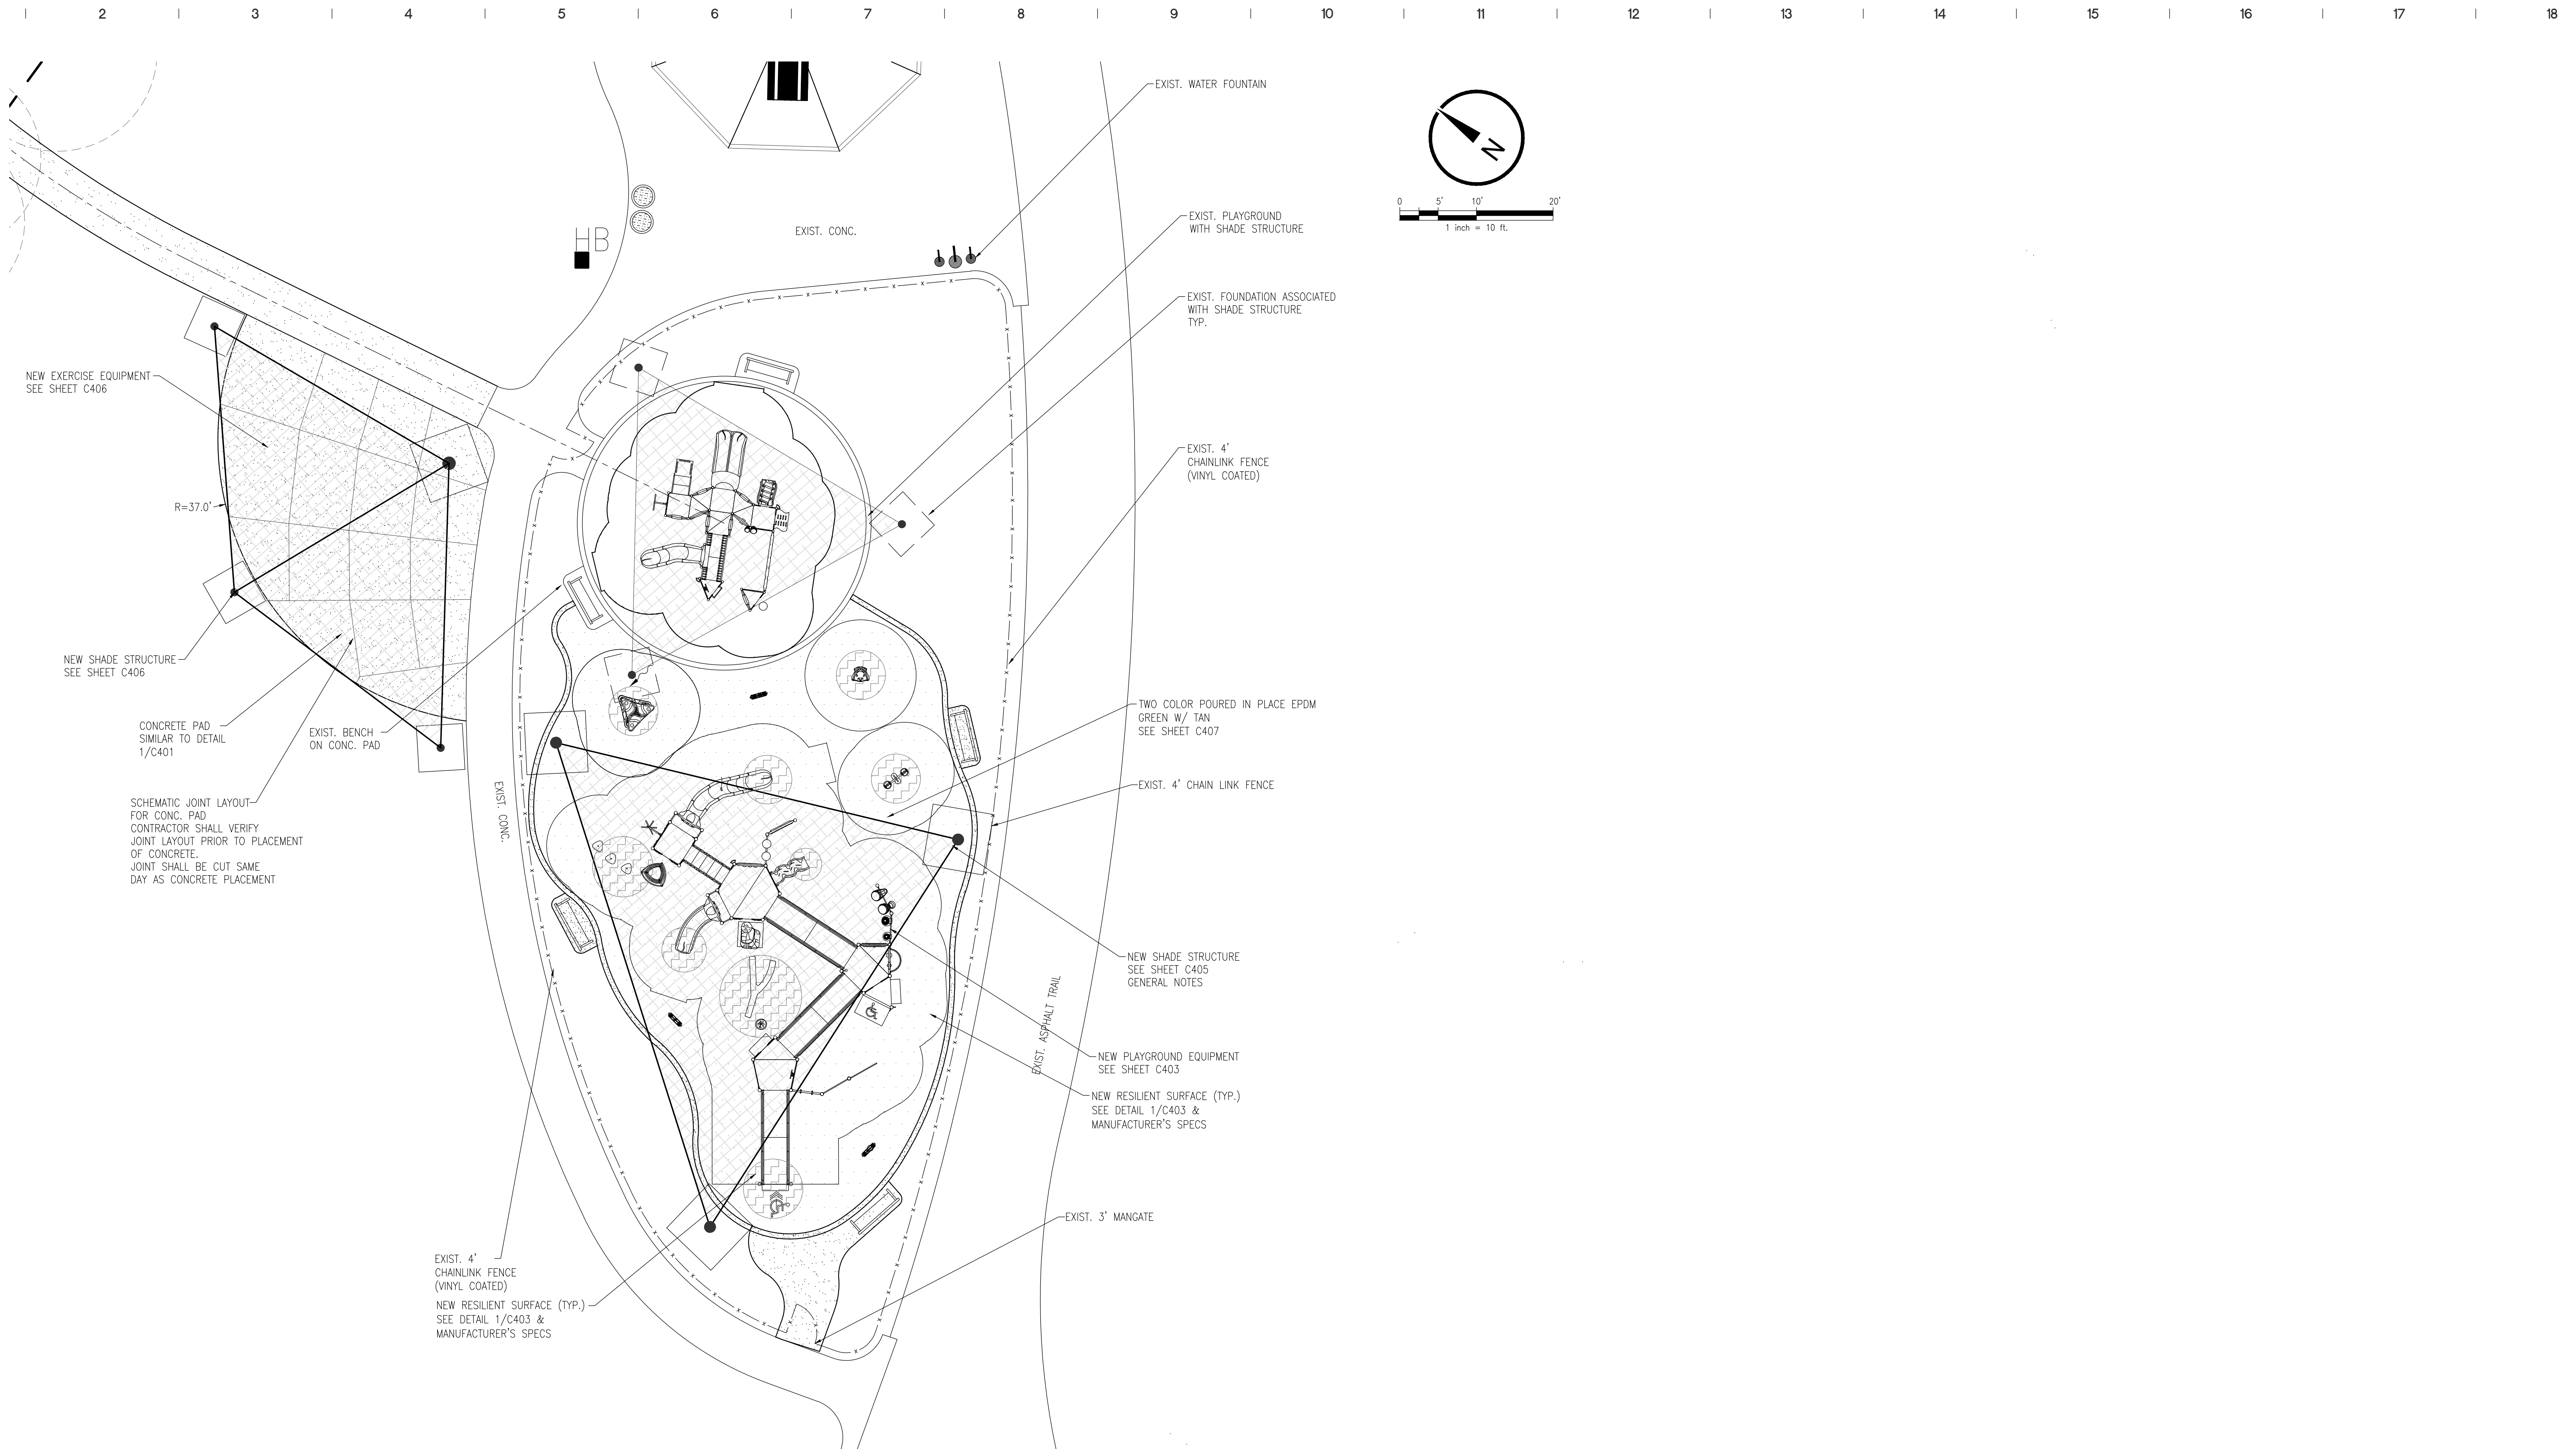 2 3 4 5 6 7 8 9 10 11 12 13 14 15 16 17 18
EXIST. WATER FOUNTAIN
N
0 5' 10' 20'
1 inch = 10 ft.
EXIST. PLAYGROUND
WITH SHADE STRUCTURE
HB
EXIST. CONC.
EXIST. FOUNDATION ASSOCIATED
WITH SHADE STRUCTURE
TYP.
NEW EXERCISE EQUIPMENT
SEE SHEET C406
EXIST. 4'
CHAINLINK FENCE
(VINYL COATED)
R=37.0'
NEW SHADE STRUCTURE
SEE SHEET C406
CONCRETE PAD
SIMILAR TO DETAIL
1/C401
EXIST. BENCH
ON CONC. PAD
TWO COLOR POURED IN PLACE EPDM
GREEN W/ TAN
SEE SHEET C407
EXIST. 4' CHAIN LINK FENCE
SCHEMATIC JOINT LAYOUT
FOR CONC. PAD
CONTRACTOR SHALL VERIFY
JOINT LAYOUT PRIOR TO PLACEMENT
OF CONCRETE.
JOINT SHALL BE CUT SAME
DAY AS CONCRETE PLACEMENT
EXIST. CONC.
NEW SHADE STRUCTURE
SEE SHEET C405
GENERAL NOTES
EXIST. ASPHALT TRAIL
NEW PLAYGROUND EQUIPMENT
SEE SHEET C403
NEW RESILIENT SURFACE (TYP.)
SEE DETAIL 1/C403 &
MANUFACTURER'S SPECS
EXIST. 3' MANGATE
EXIST. 4'
CHAINLINK FENCE
(VINYL COATED)
NEW RESILIENT SURFACE (TYP.)
SEE DETAIL 1/C403 &
MANUFACTURER'S SPECS